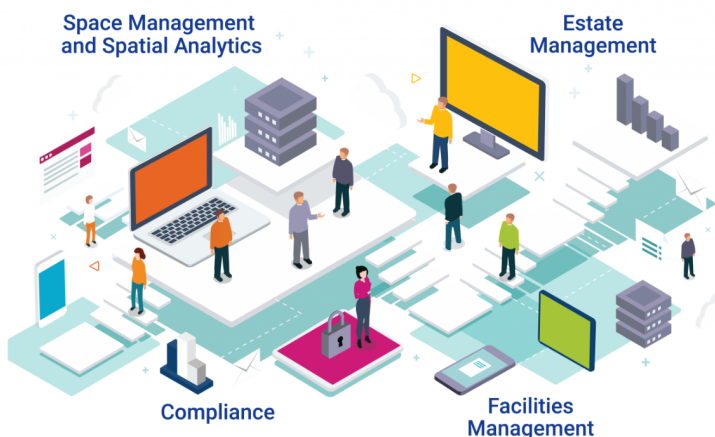 Space Management
and Spatial Analytics
Estate
Management
Compliance
Facilities
Management